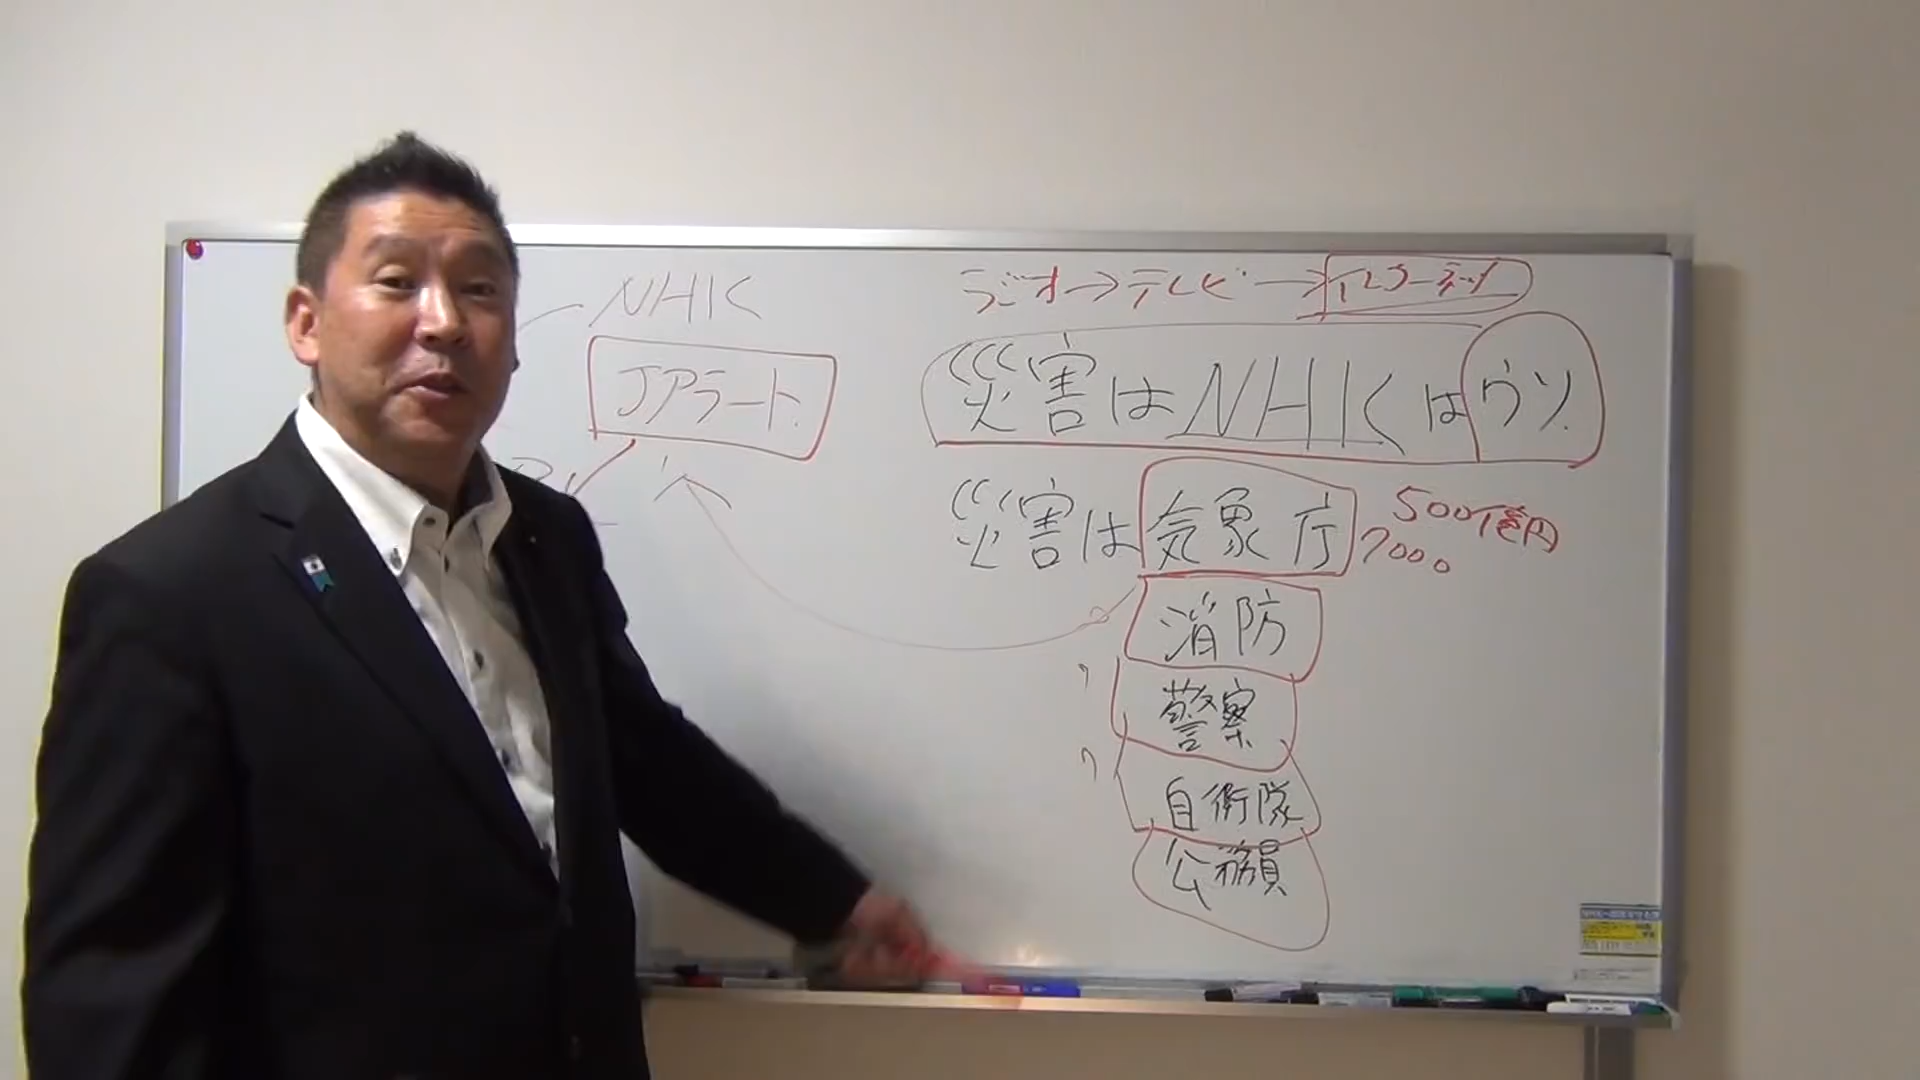 NHK
Jアラート.
ラジオ→テレビ→インターネット
災害はNHKはウソ.
災害は気象庁
500億円
7000
消防
警察
自衛隊
公務員